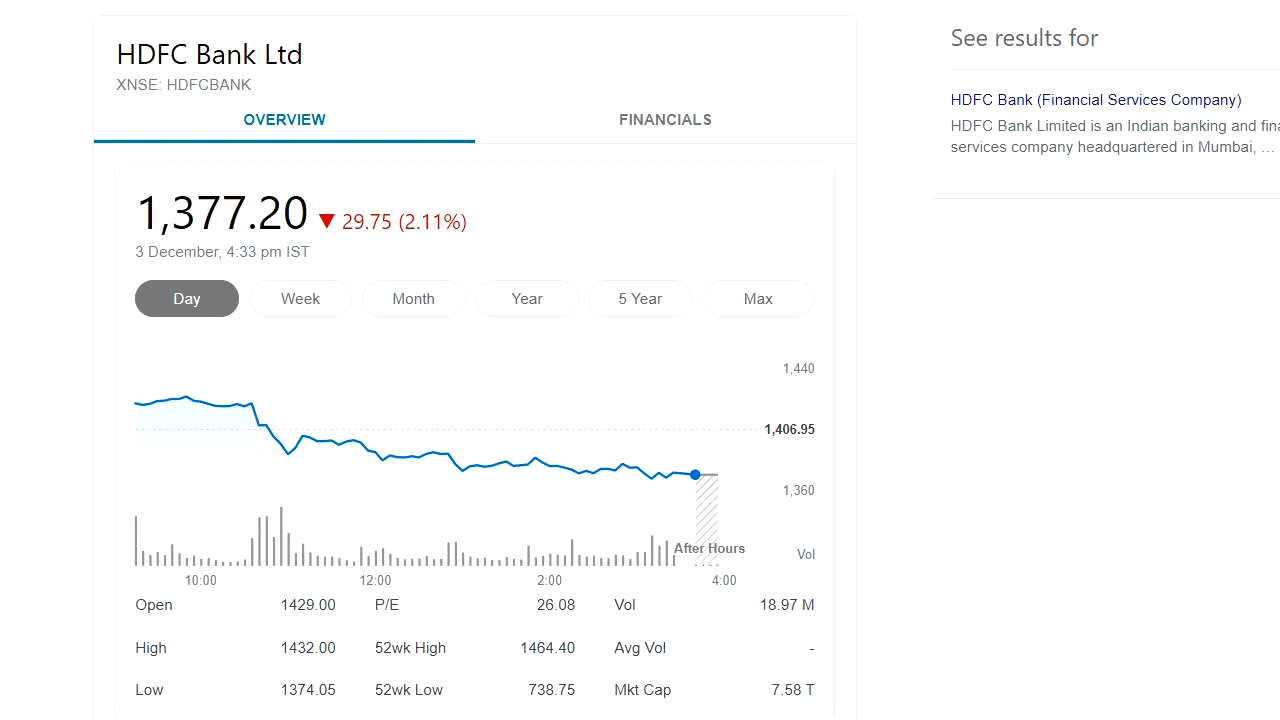 HDFC Bank Ltd
XNSE: HDFCBANK
OVERVIEW FINANCIALS
1,377.20 ▼ 29.75 (2.11%)
3 December, 4:33 pm IST
Day Week Month Year 5 Year Max
1,440
1,406.95
1,360
After Hours Vol
10:00 12:00 2:00 4:00
Open 1429.00 P/E 26.08 Vol 18.97 M
High 1432.00 52wk High 1464.40 Avg Vol -
Low 1374.05 52wk Low 738.75 Mkt Cap 7.58 T
See results for
HDFC Bank (Financial Services Company)
HDFC Bank Limited is an Indian banking and
services company headquartered in Mumbai, ...